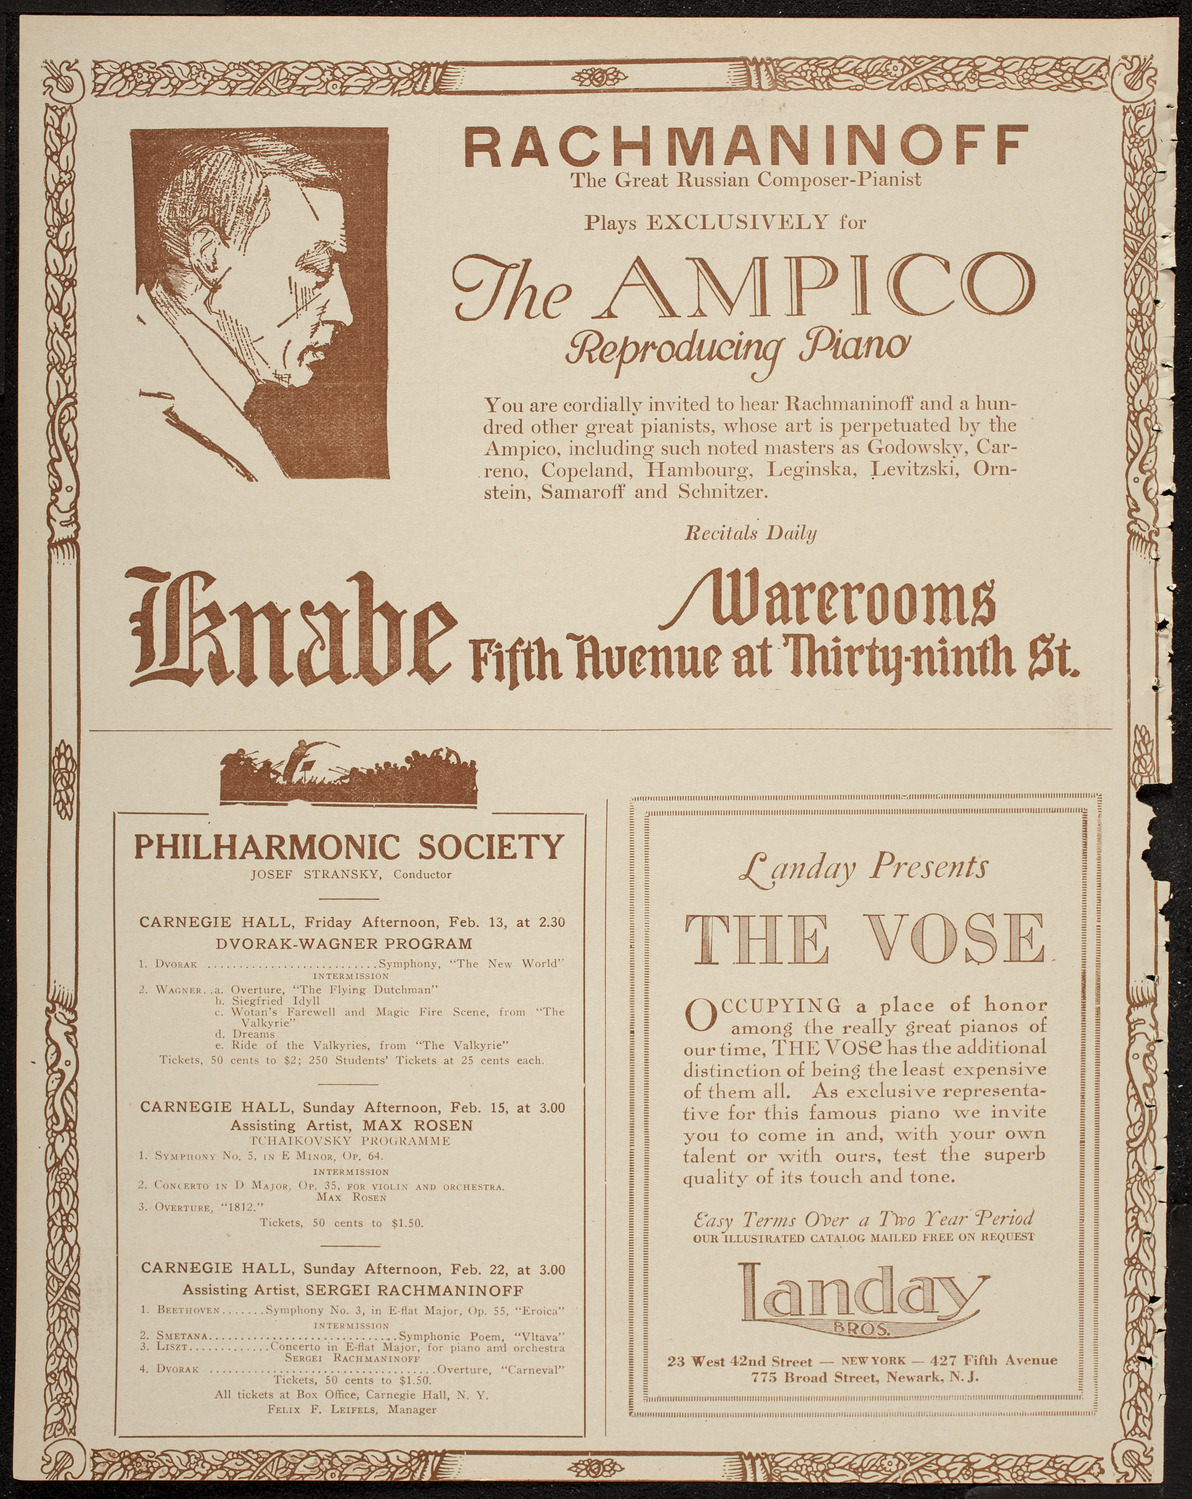 RACHMANINOFF
The Great Russian Composer-Pianist
Plays EXCLUSIVELY for
The AMPICO
Reproducing Piano
You are cordially invited to hear Rachmaninoff and a hun-
dred other great pianists, whose art is perpetuated by the
Ampico, including such noted masters as Godowsky, Car-
reno, Copeland, Hambourg, Leginska, Levitzski, Orn-
stein, Samaroff and Schnitzer.
Recitals Daily
Knabe Warerooms
Fifth Avenue at Thirty-ninth St.
PHILHARMONIC SOCIETY
JOSEF STRANSKY, Conductor
CARNEGIE HALL, Friday Afternoon, Feb. 13, at 2.30
DVORAK-WAGNER PROGRAM
1. DVORAK ..........................Symphony, "The New World"
INTERMISSION
2. WAGNER..a. Overture, "The Flying Dutchman"
b. Siegfried Idyll
c. Wotan's Farewell and Magic Fire Scene, from "The
Valkyrie"
d. Dreams
e. Ride of the Valkyries, from "The Valkyrie"
Tickets, 50 cents to $2; 250 Students' Tickets at 25 cents each.
CARNEGIE HALL, Sunday Afternoon, Feb. 15, at 3.00
Assisting Artist, MAX ROSEN
TCHAIKOVSKY PROGRAMME
1. SYMPHONY NO. 5, IN E MINOR, OP. 64.
INTERMISSION
2. CONCERTO IN D MAJOR, OP. 35, FOR VIOLIN AND ORCHESTRA.
MAX ROSEN
3. OVERTURE, "1812."
Tickets, 50 cents to $1.50.
CARNEGIE HALL, Sunday Afternoon, Feb. 22, at 3.00
Assisting Artist, SERGEI RACHMANINOFF
1. BEETHOVEN.......Symphony No. 3, in E-flat Major, Op. 55, "Eroica"
INTERMISSION
2. SMETANA.............................Symphonic Poem, "Vltava"
3. LISZT.............Concerto in E-flat Major, for piano and orchestra
SERGEI RACHMANINOFF
4. DVORAK ...................................Overture, "Carneval"
Tickets, 50 cents to $1.50.
All tickets at Box Office, Carnegie Hall, N. Y.
FELIX F. LEIFELS, Manager
Landay Presents
THE VOSE
OCCUPYING a place of honor
among the really great pianos of
our time, THE VOSE has the additional
distinction of being the least expensive
of them all. As exclusive representa-
tive for this famous piano we invite
you to come in and, with your own
talent or with ours, test the superb
quality of its touch and tone.
Easy Terms Over a Two Year Period
OUR ILLUSTRATED CATALOG MAILED FREE ON REQUEST
Landay
BROS.
23 West 42nd Street — NEW YORK — 427 Fifth Avenue
775 Broad Street, Newark, N. J.